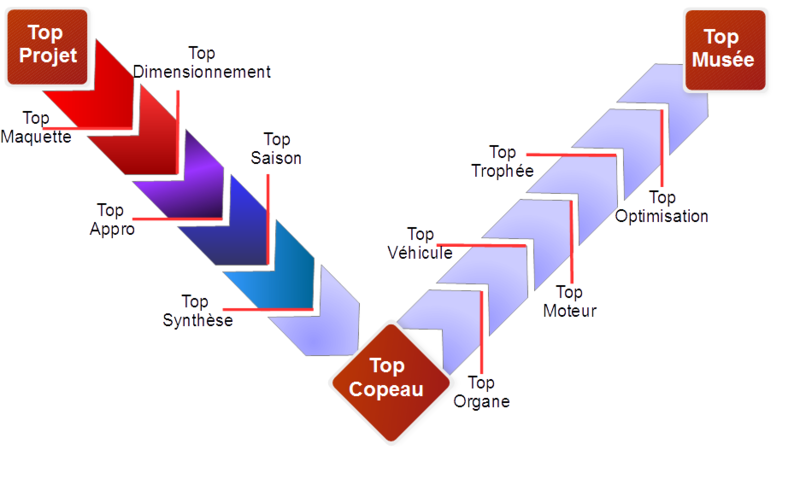 Top
Projet
Top
Dimensionnement
Top
Maquette
Top
Saison
Top
Appro
Top
Synthèse
Top
Copeau
Top
Organe
Top
Véhicule
Top
Moteur
Top
Trophée
Top
Optimisation
Top
Musée